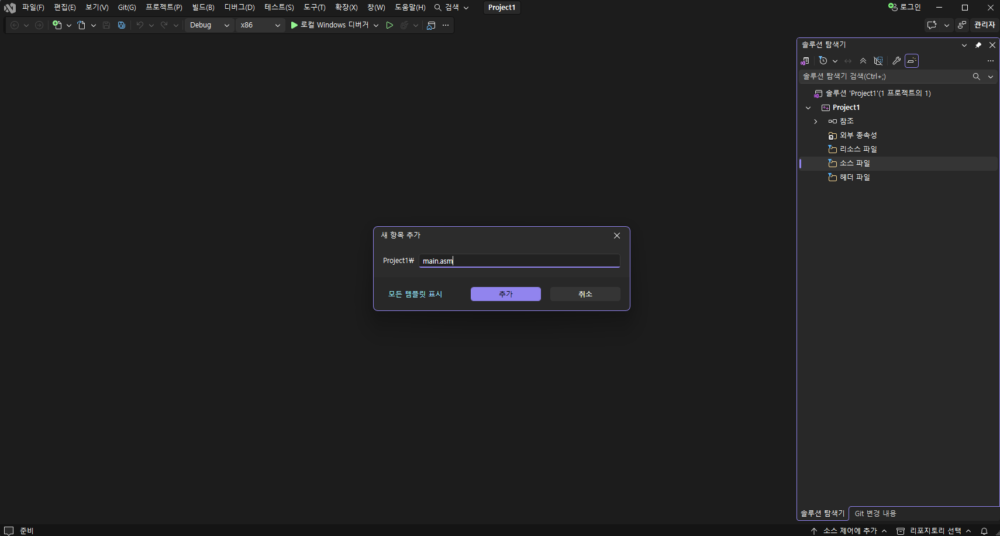 파일(F) 편집(E) 보기(V) Git(G) 프로젝트(P) 빌드(B) 디버그(D) 테스트(S) 도구(T) 확장(X) 창(W) 도움말(H) 검색 Project1 로그인
Debug x86 로컬 Windows 디버거 관리자
솔루션 탐색기
솔루션 탐색기 검색(Ctrl+;)
솔루션 'Project1'(1 프로젝트의 1)
Project1
참조
외부 종속성
리소스 파일
소스 파일
헤더 파일
새 항목 추가
Project1₩ main.asm
모든 템플릿 표시 추가 취소
솔루션 탐색기 Git 변경 내용
준비 소스 제어에 추가 리포지토리 선택